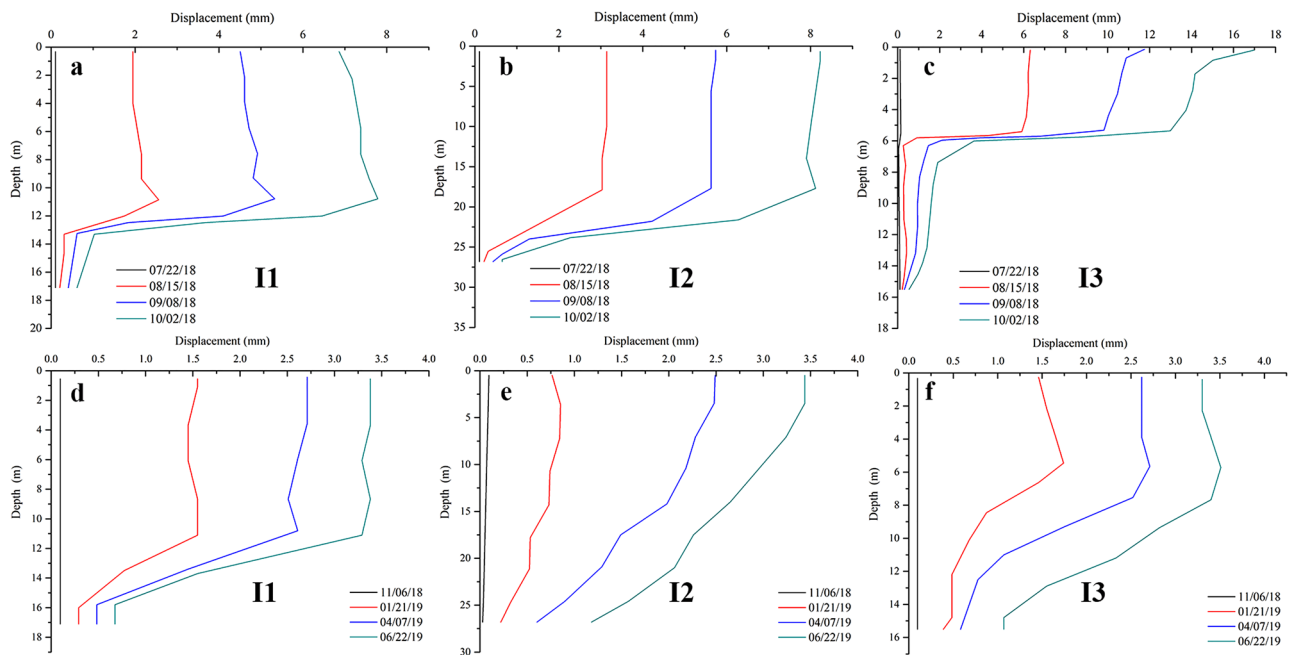 Displacement (mm)
0 2 4 6 8
0
2
4
6
8
10
12
14
16
18
20
Depth (m)
a
I1
07/22/18
08/15/18
09/08/18
10/02/18
Displacement (mm)
0 2 4 6 8
0
5
10
15
20
25
30
35
Depth (m)
b
I2
07/22/18
08/15/18
09/08/18
10/02/18
Displacement (mm)
0 2 4 6 8 10 12 14 16 18
0
2
4
6
8
10
12
14
16
18
Depth (m)
c
I3
07/22/18
08/15/18
09/08/18
10/02/18
Displacement (mm)
0.0 0.5 1.0 1.5 2.0 2.5 3.0 3.5 4.0
0
2
4
6
8
10
12
14
16
18
Depth (m)
d
I1
11/06/18
01/21/19
04/07/19
06/22/19
Displacement (mm)
0.0 0.5 1.0 1.5 2.0 2.5 3.0 3.5 4.0
0
5
10
15
20
25
30
Depth (m)
e
I2
11/06/18
01/21/19
04/07/19
06/22/19
Displacement (mm)
0.0 0.5 1.0 1.5 2.0 2.5 3.0 3.5 4.0
0
2
4
6
8
10
12
14
16
Depth (m)
f
I3
11/06/18
01/21/19
04/07/19
06/22/19